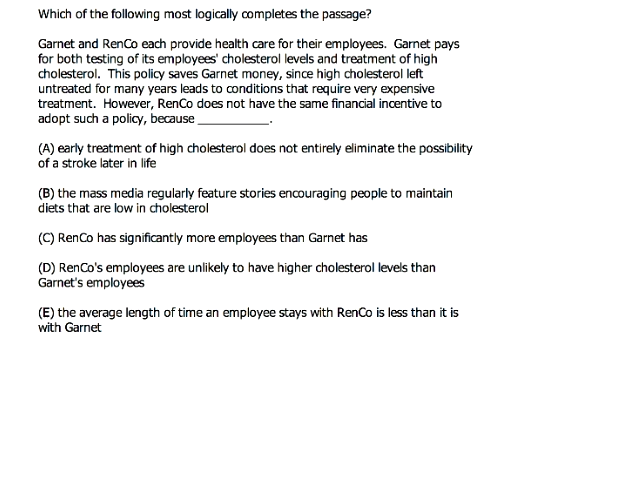 Which of the following most logically completes the passage?
Garnet and RenCo each provide health care for their employees. Garnet pays
for both testing of its employees' cholesterol levels and treatment of high
cholesterol. This policy saves Garnet money, since high cholesterol left
untreated for many years leads to conditions that require very expensive
treatment. However, RenCo does not have the same financial incentive to
adopt such a policy, because ___________.
(A) early treatment of high cholesterol does not entirely eliminate the possibility
of a stroke later in life
(B) the mass media regularly feature stories encouraging people to maintain
diets that are low in cholesterol
(C) RenCo has significantly more employees than Garnet has
(D) RenCo's employees are unlikely to have higher cholesterol levels than
Garnet's employees
(E) the average length of time an employee stays with RenCo is less than it is
with Garnet